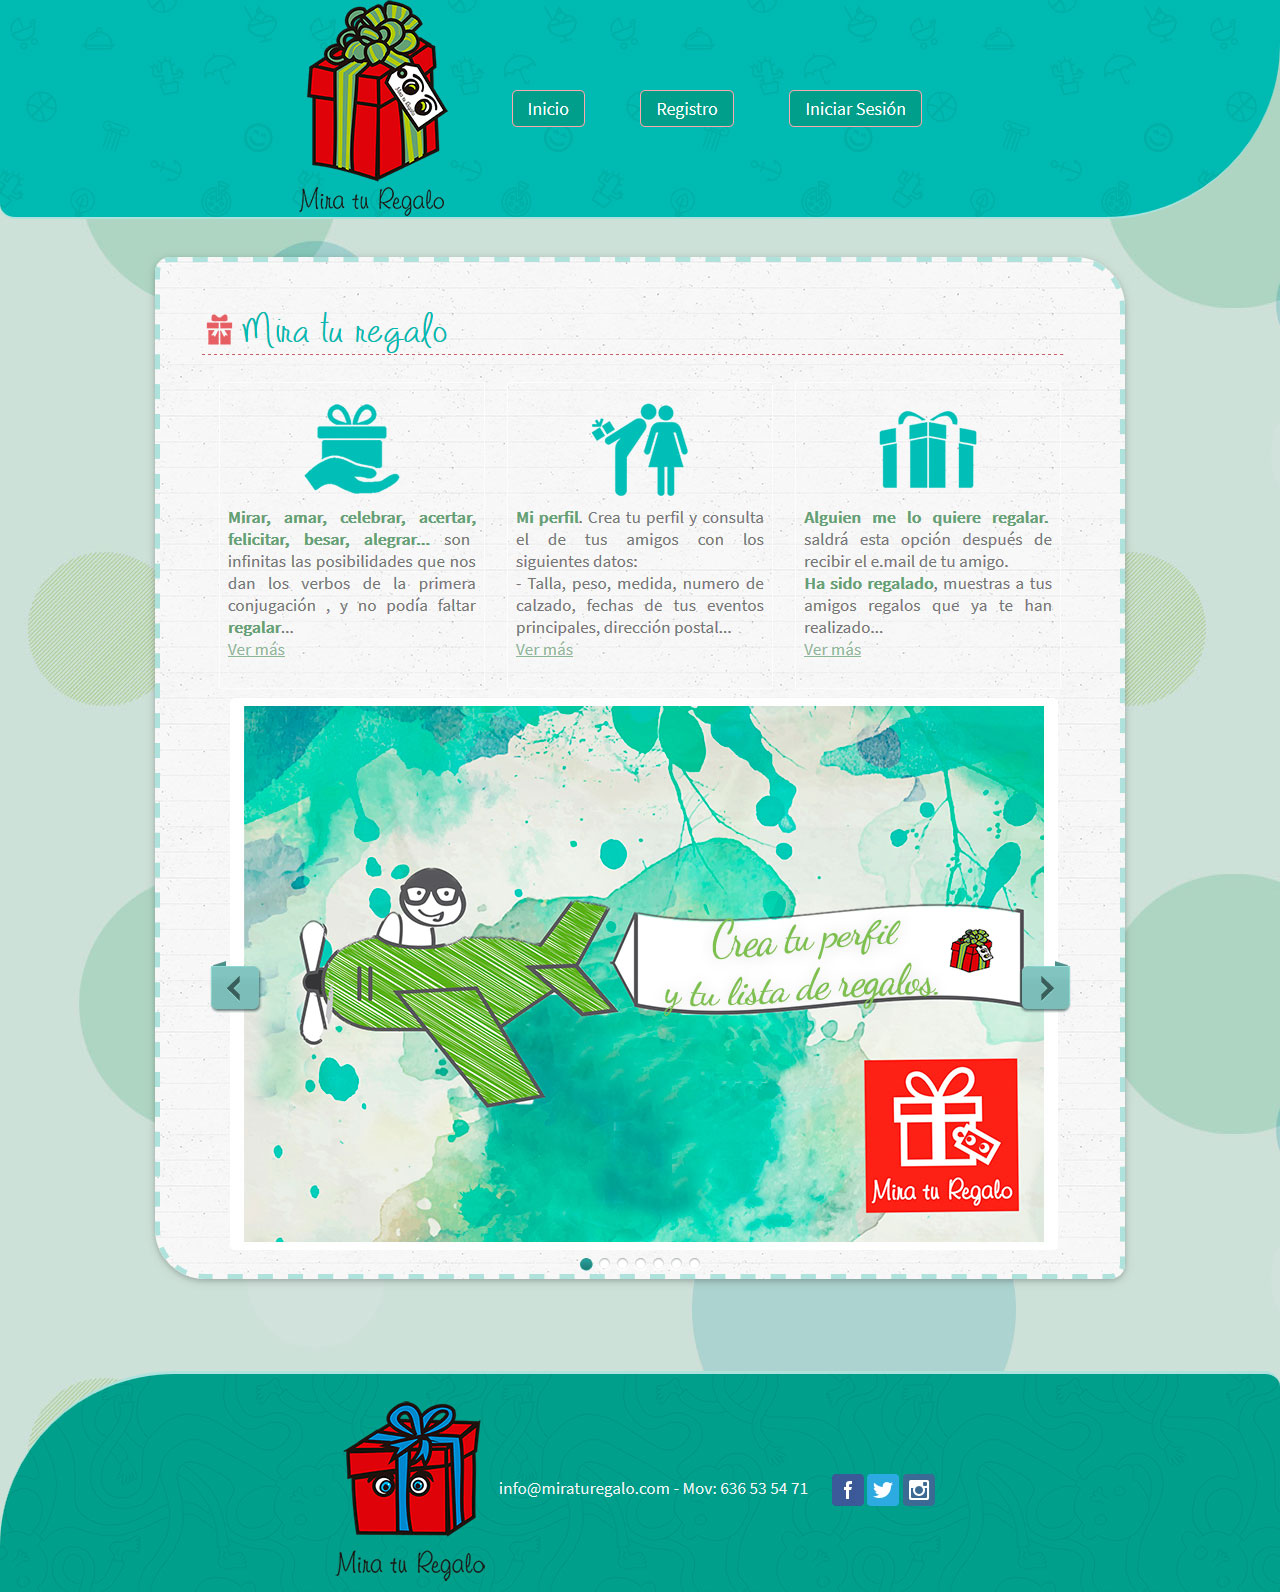 Mira tu Regalo
Inicio
Registro
Iniciar Sesión
Mira tu regalo
Mirar, amar, celebrar, acertar,
felicitar, besar, alegrar... son
infinitas las posibilidades que nos
dan los verbos de la primera
conjugación , y no podía faltar
regalar...
Ver más
Mi perfil. Crea tu perfil y consulta
el de tus amigos con los
siguientes datos:
- Talla, peso, medida, numero de
calzado, fechas de tus eventos
principales, dirección postal...
Ver más
Alguien me lo quiere regalar.
saldrá esta opción después de
recibir el e.mail de tu amigo.
Ha sido regalado, muestras a tus
amigos regalos que ya te han
realizado...
Ver más
Crea tu perfil
y tu lista de regalos.
Mira tu Regalo
info@miraturegalo.com - Mov: 636 53 54 71
Mira tu Regalo